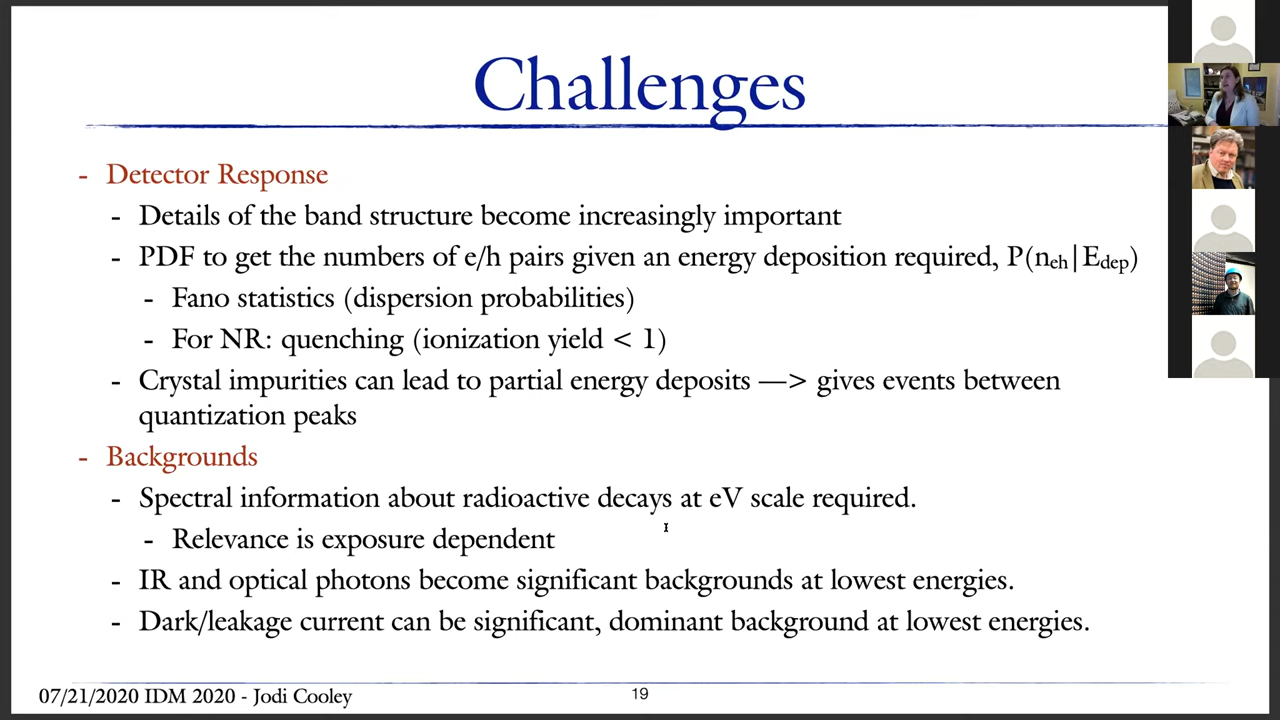 Challenges
- Detector Response
- Details of the band structure become increasingly important
- PDF to get the numbers of e/h pairs given an energy deposition required, P(neh|Edep)
- Fano statistics (dispersion probabilities)
- For NR: quenching (ionization yield < 1)
- Crystal impurities can lead to partial energy deposits —> gives events between
quantization peaks
- Backgrounds
- Spectral information about radioactive decays at eV scale required.
- Relevance is exposure dependent
- IR and optical photons become significant backgrounds at lowest energies.
- Dark/leakage current can be significant, dominant background at lowest energies.
07/21/2020 IDM 2020 - Jodi Cooley
19